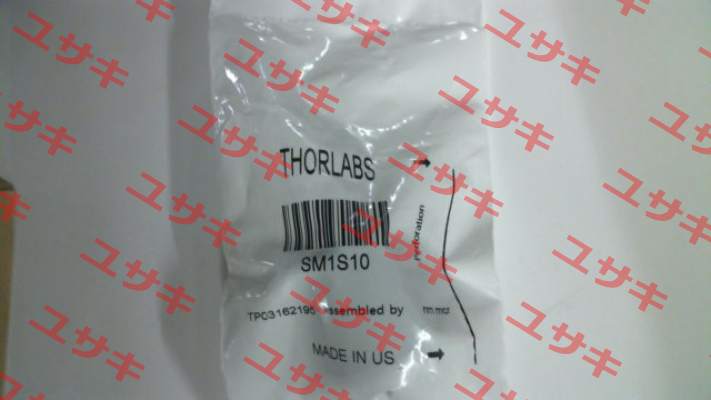 THORLABS
SM1S10
Perforation
TP03162195 assembled by
MADE IN US
ユサキ